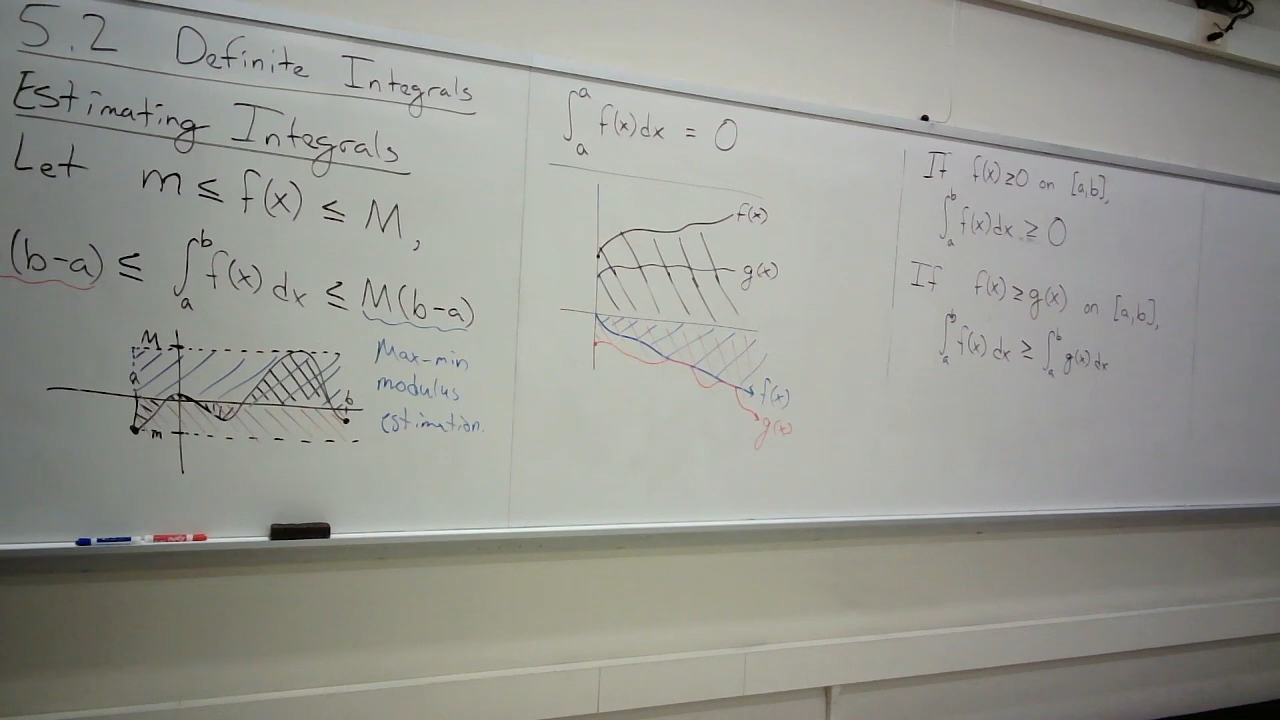 5.2 Definite Integrals
Estimating Integrals
Let m ≤ f(x) ≤ M,
(b-a) ≤ ∫_a^b f(x) dx ≤ M(b-a)
M
a
b
m
Max-min
modulus
estimation.
∫_a^a f(x)dx = 0
f(x)
g(x)
f(x)
g(x)
If f(x) ≥ 0 on [a,b],
∫_a^b f(x)dx ≥ 0
If f(x) ≥ g(x) on [a,b],
∫_a^b f(x) dx ≥ ∫_a^b g(x) dx